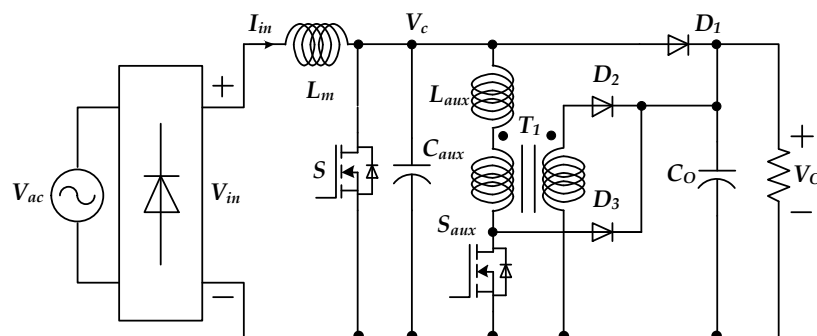 I_in
V_c
D_1
+
L_m
L_aux
D_2
T_1
+
S
C_aux
V_ac
V_in
C_O
V_O
S_aux
D_3
−
−